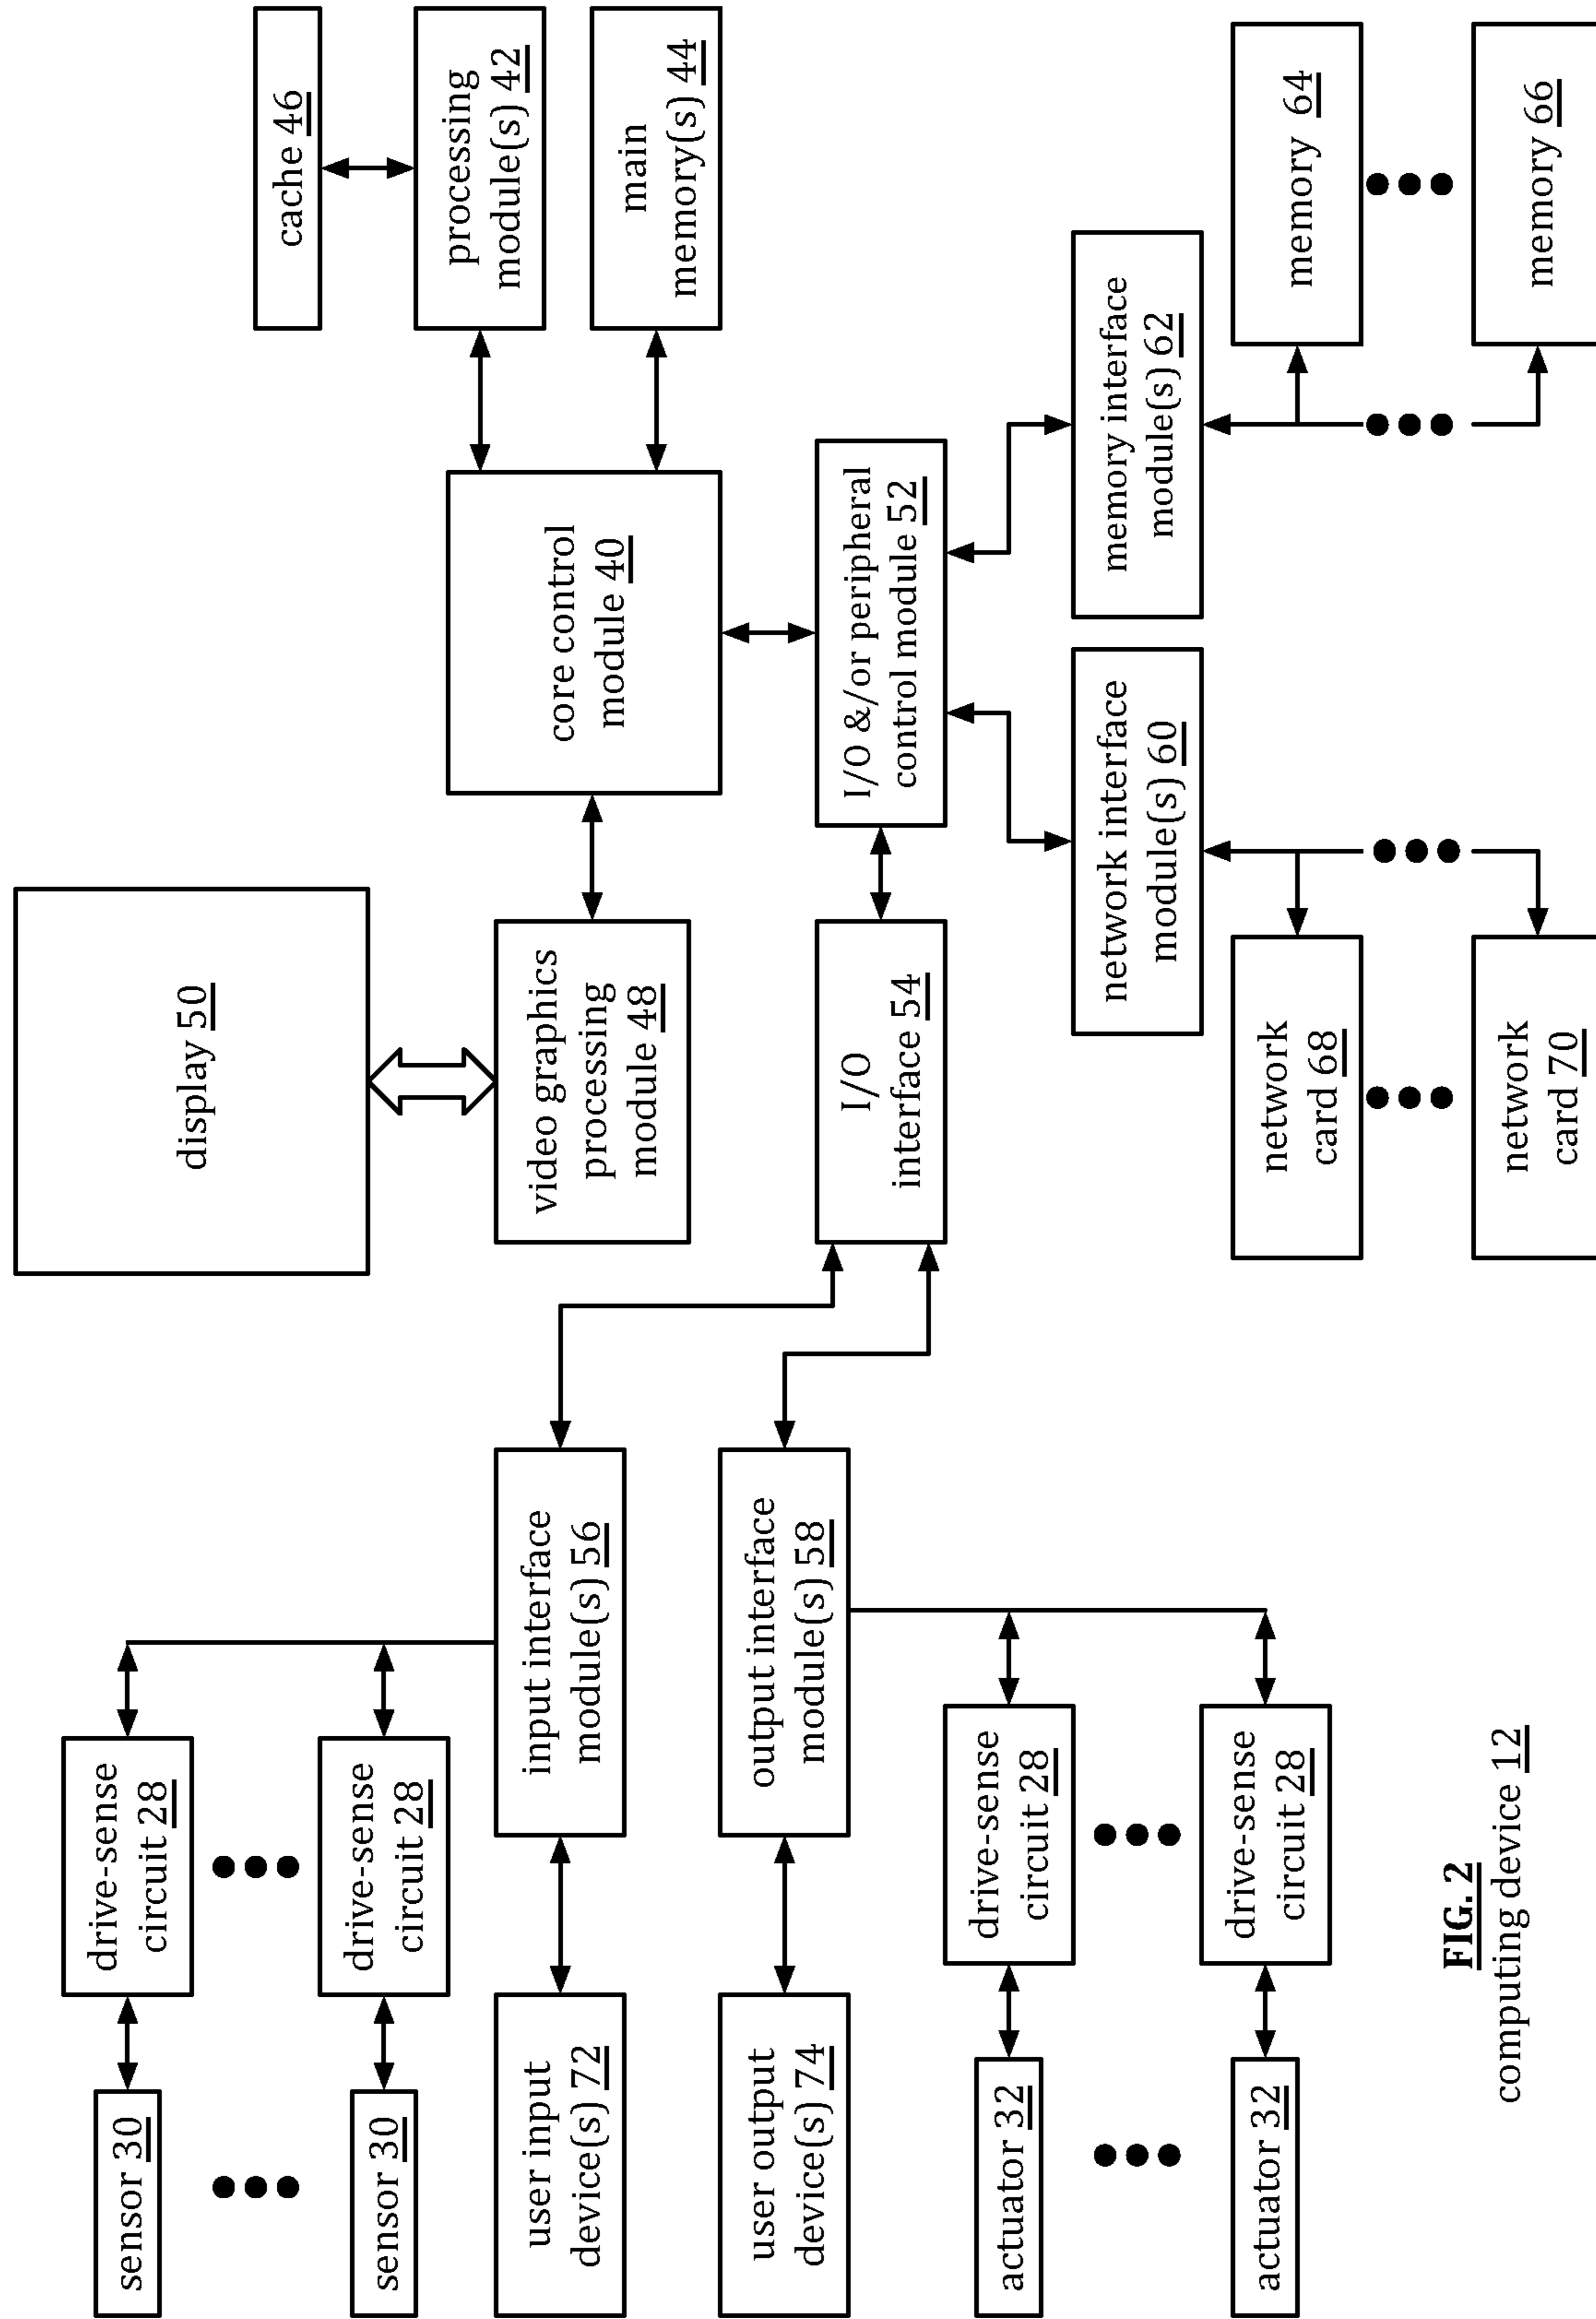 display 50
cache 46
sensor 30
drive-sense
circuit 28
sensor 30
drive-sense
circuit 28
video graphics
processing
module 48
core control
module 40
processing
module(s) 42
main
memory(s) 44
user input
device(s) 72
input interface
module(s) 56
user output
device(s) 74
output interface
module(s) 58
I/O
interface 54
I/O &/or peripheral
control module 52
actuator 32
drive-sense
circuit 28
actuator 32
drive-sense
circuit 28
network interface
module(s) 60
memory interface
module(s) 62
network
card 68
memory 64
network
card 70
memory 66
FIG. 2
computing device 12